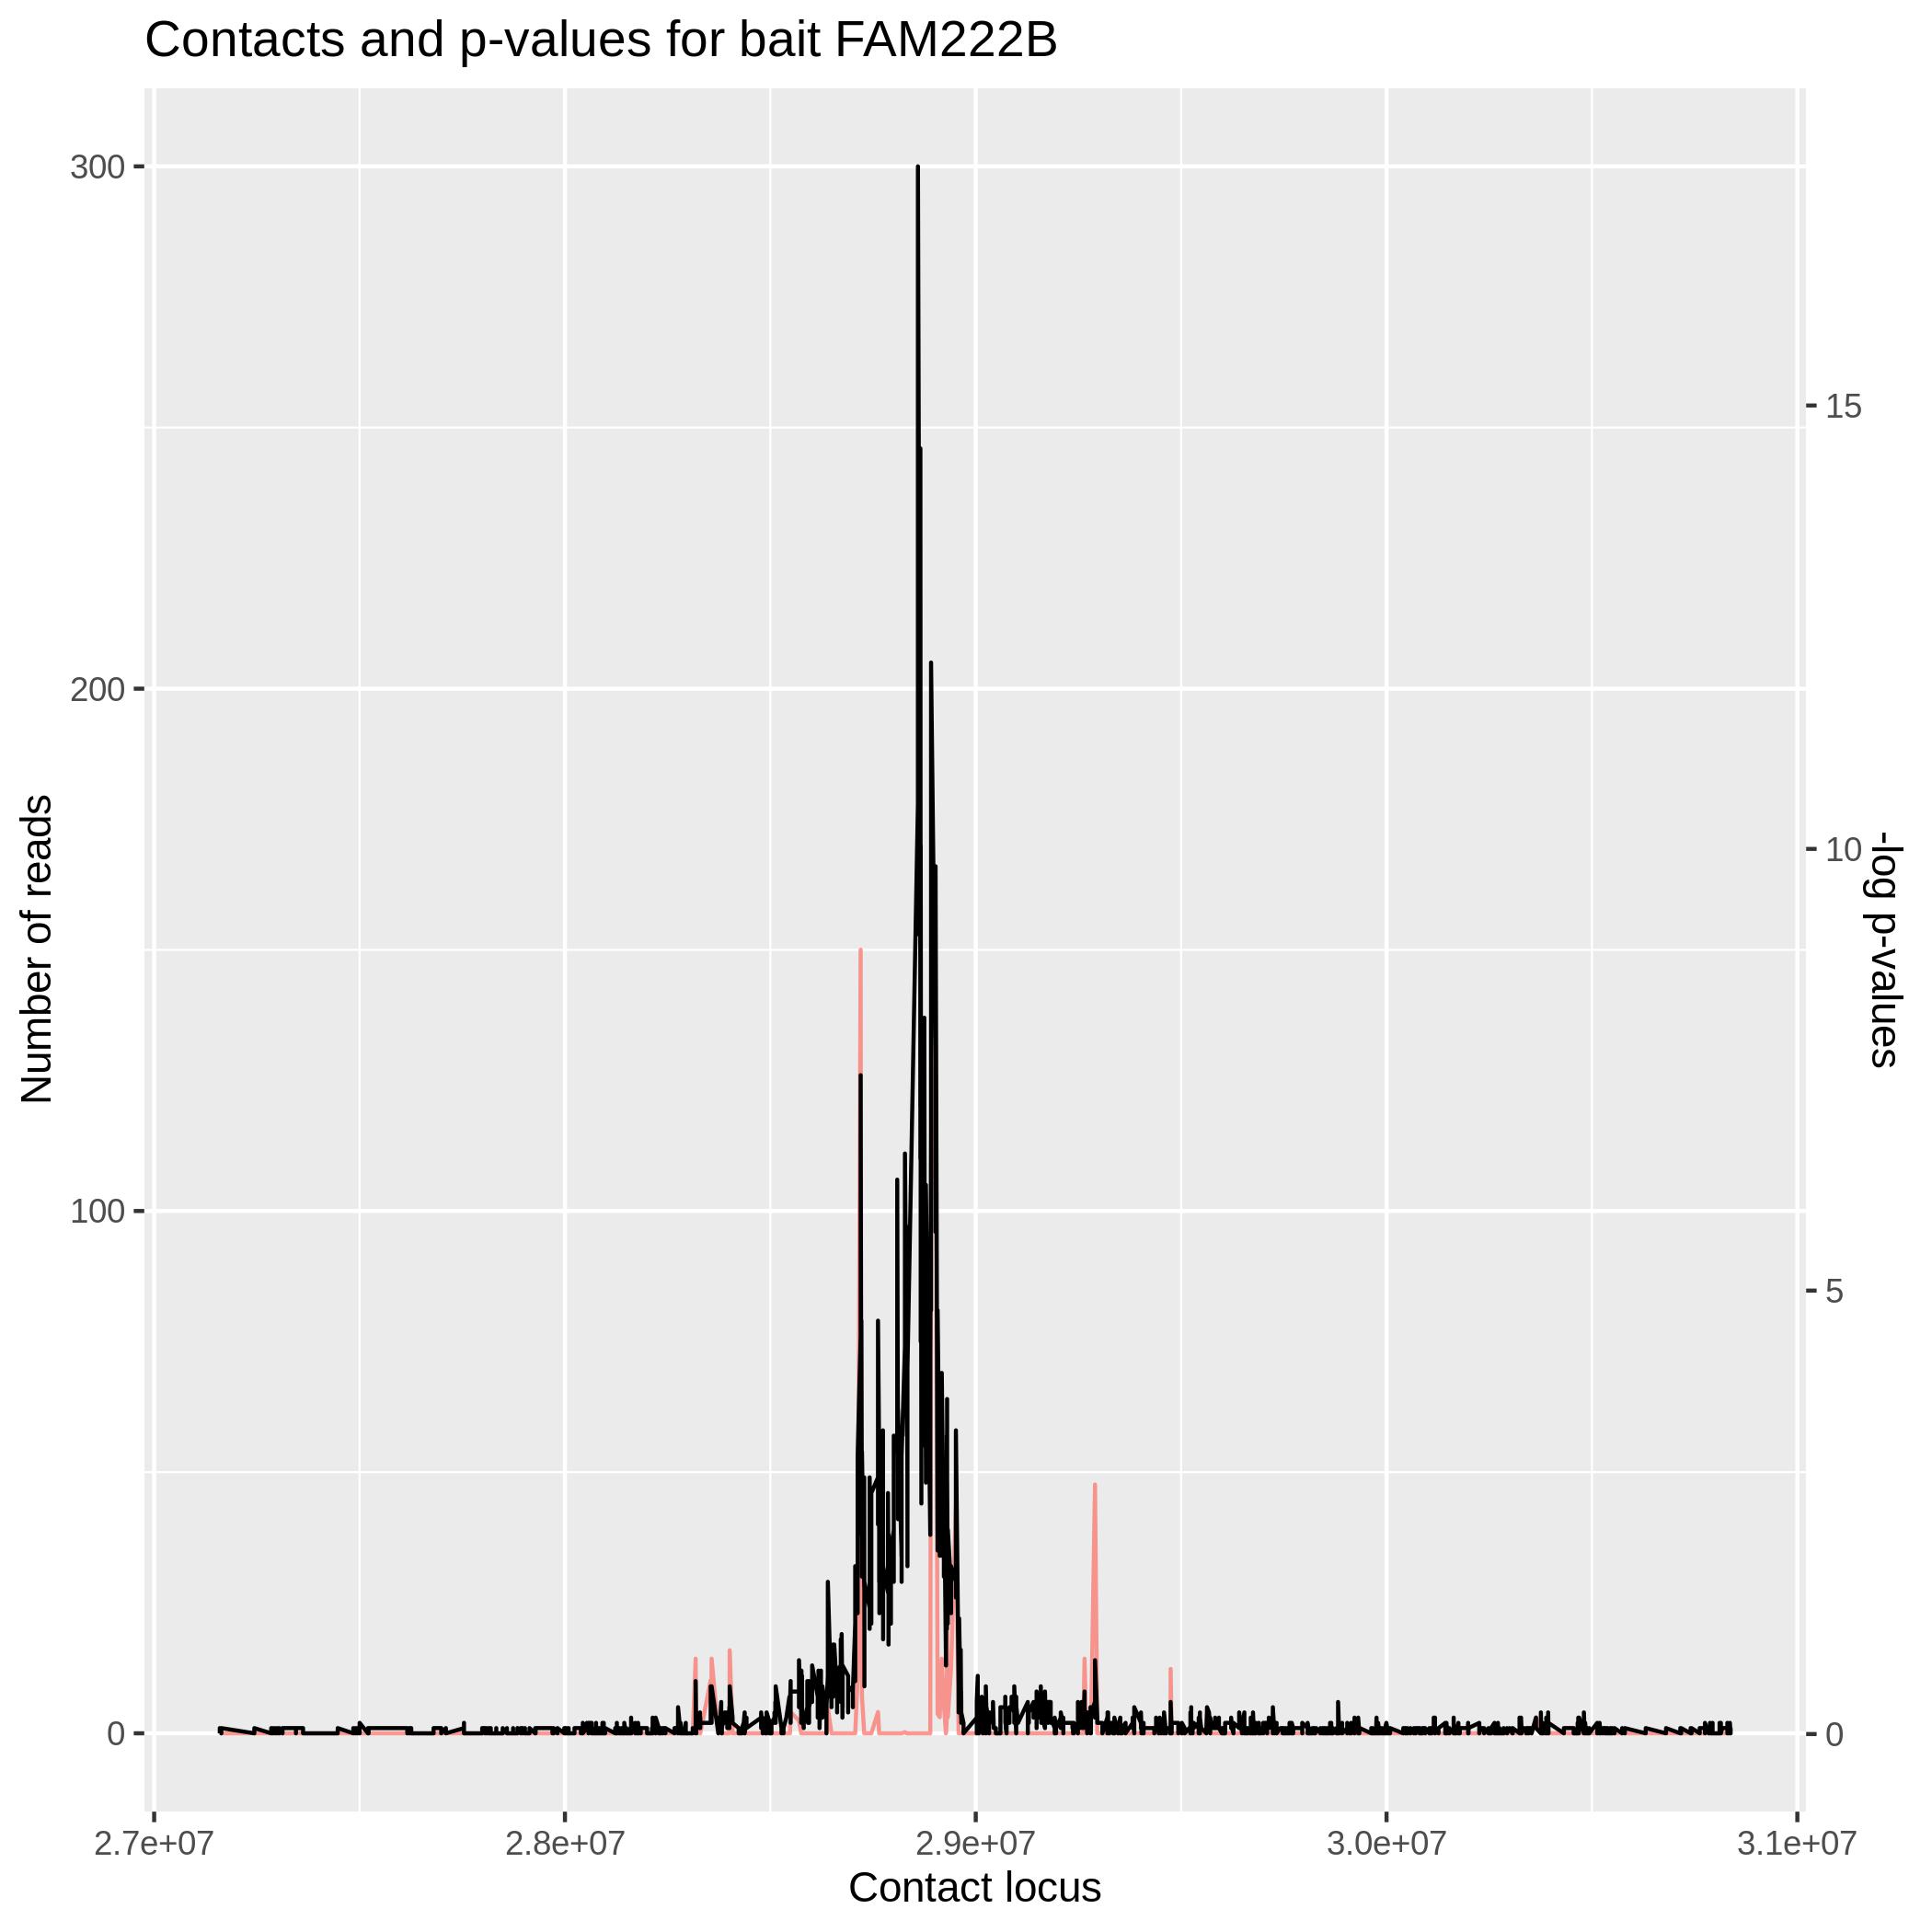 Contacts and p-values for bait FAM222B
300
200
100
0
Number of reads
15
10
5
0
-log p-values
2.7e+07
2.8e+07
2.9e+07
3.0e+07
3.1e+07
Contact locus